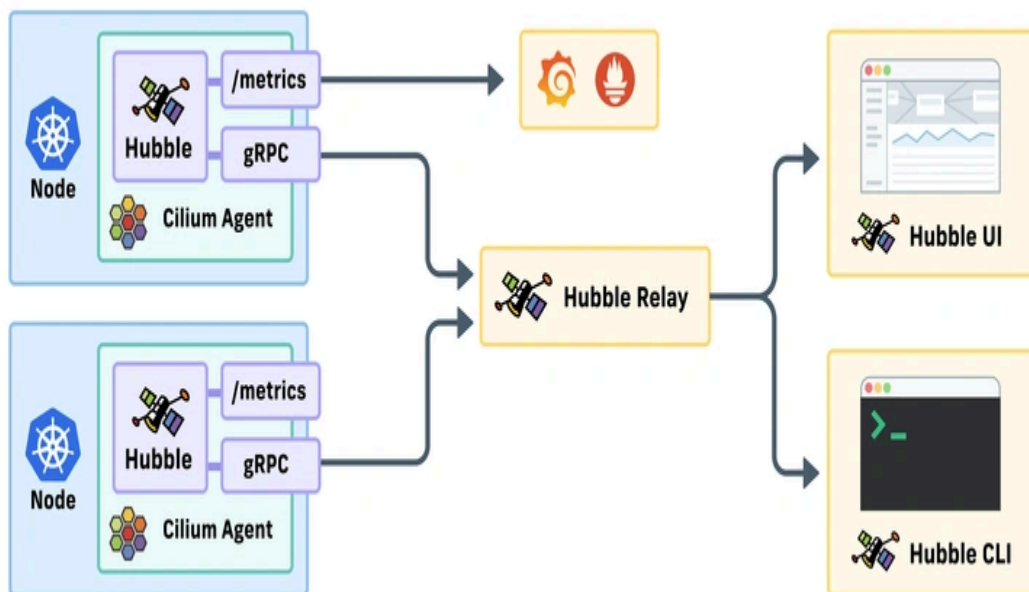 /metrics
Hubble
gRPC
Node
Cilium Agent
Hubble UI
Hubble Relay
/metrics
Hubble
gRPC
Node
Cilium Agent
>_
Hubble CLI